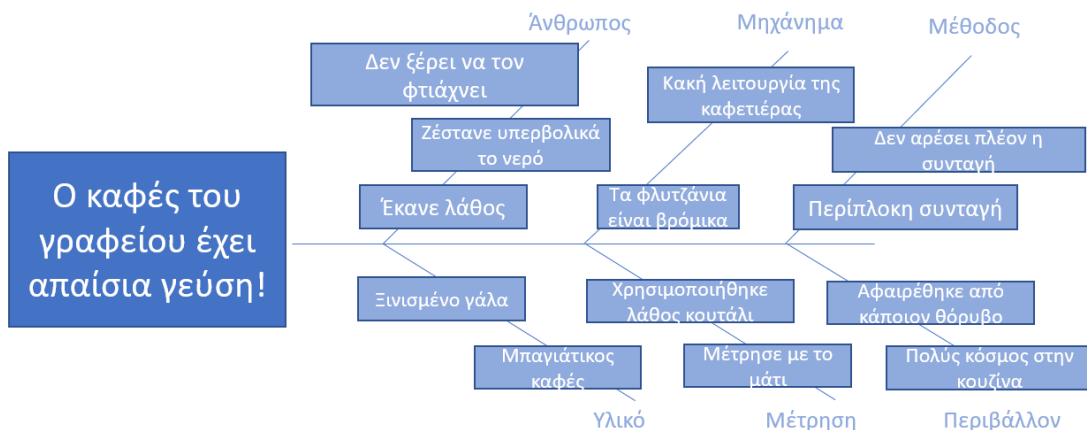 Άνθρωπος
Μηχάνημα
Μέθοδος
Δεν ξέρει να τον
φτιάχνει
Κακή λειτουργία της
καφετιέρας
Ζέστανε υπερβολικά
το νερό
Δεν αρέσει πλέον η
συνταγή
Έκανε λάθος
Τα φλυτζάνια
είναι βρόμικα
Περίπλοκη συνταγή
Ο καφές του
γραφείου έχει
απαίσια γεύση!
Ξινισμένο γάλα
Χρησιμοποιήθηκε
λάθος κουτάλι
Αφαιρέθηκε από
κάποιον θόρυβο
Μπαγιάτικος
καφές
Μέτρησε με το
μάτι
Πολύς κόσμος στην
κουζίνα
Υλικό
Μέτρηση
Περιβάλλον